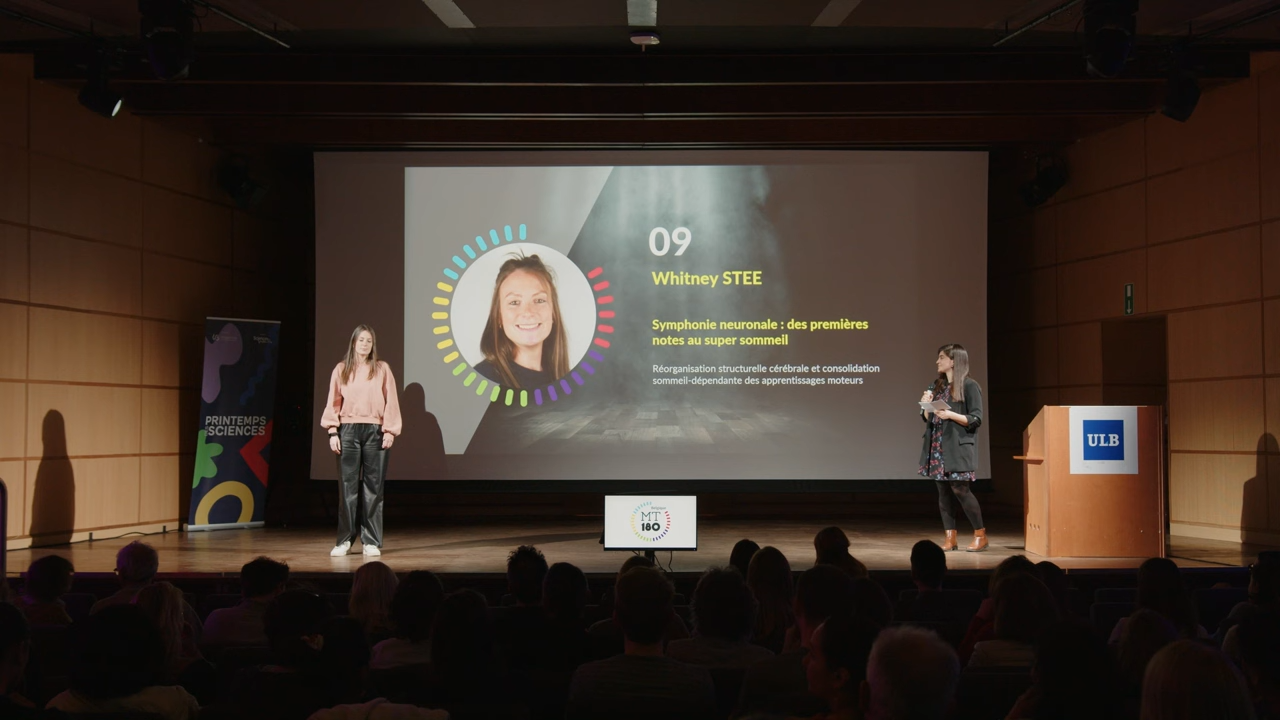 09
Whitney STEE
Symphonie neuronale : des premières
notes au super sommeil
Réorganisation structurelle cérébrale et consolidation
sommeil-dépendante des apprentissages moteurs
PRINTEMPS
DES SCIENCES
ULB
MT
180